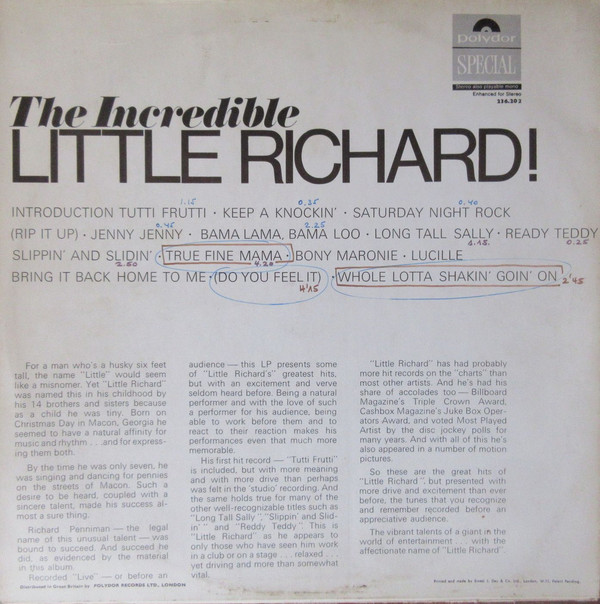 polydor
SPECIAL
Stereo also playable mono
Enhanced for Stereo
236.202
The Incredible
LITTLE RICHARD!
1.15 0,25 0.40
INTRODUCTION TUTTI FRUTTI · KEEP A KNOCKIN' · SATURDAY NIGHT ROCK
0.45 2.25
(RIP IT UP) · JENNY JENNY · BAMA LAMA, BAMA LOO · LONG TALL SALLY · READY TEDDY
1.15. 0.25
SLIPPIN' AND SLIDIN' · TRUE FINE MAMA · BONY MARONIE · LUCILLE
2.50 4.20
BRING IT BACK HOME TO ME · (DO YOU FEEL IT) · WHOLE LOTTA SHAKIN' GOIN' ON 2'45
4'15
For a man who's a husky six feet
tall, the name "Little" would seem
like a misnomer. Yet "Little Richard"
was named this in his childhood by
his 14 brothers and sisters because
as a child he was tiny. Born on
Christmas Day in Macon, Georgia he
seemed to have a natural affinity for
music and rhythm . . .and for express-
ing them both.
By the time he was only seven, he
was singing and dancing for pennies
on the streets of Macon. Such a
desire to be heard, coupled with a
sincere talent, made his success al-
most a sure thing.
Richard Penniman — the legal
name of this unusual talent — was
bound to succeed. And succeed he
did, as evidenced by the material
in this album.
Recorded "Live" — or before an
audience — this LP presents some
of "Little Richard's" greatest hits,
but with an excitement and verve
seldom heard before. Being a natural
performer and with the love of such
a performer for his audience, being
able to work before them and to
react to their reaction makes his
performances even that much more
memorable.
His first hit record — "Tutti Frutti"
is included, but with more meaning
and with more drive than perhaps
was felt in the 'studio' recording. And
the same holds true for many of the
other well-recognizable titles such as
"Long Tall Sally", "Slippin' and Slid-
in' " and "Reddy Teddy". This is
"Little Richard" as he appears to
only those who have seen him work
in a club or on a stage . . . relaxed . . .
yet driving and more than somewhat
vital.
"Little Richard" has had probably
more hit records on the "charts" than
most other artists. And he's had his
share of accolades too — Billboard
Magazine's Triple Crown Award,
Cashbox Magazine's Juke Box Oper-
ators Award, and voted Most Played
Artist by the disc jockey polls for
many years. And with all of this he's
also appeared in a number of motion
pictures.
So these are the great hits of
"Little Richard", but presented with
more drive and excitement than ever
before, the tunes that you recognize
and remember recorded before an
appreciative audience.
The vibrant talents of a giant in the
world of entertainment . . . with the
affectionate name of "Little Richard".
Distributed in Great Britain by POLYDOR RECORDS LTD., LONDON